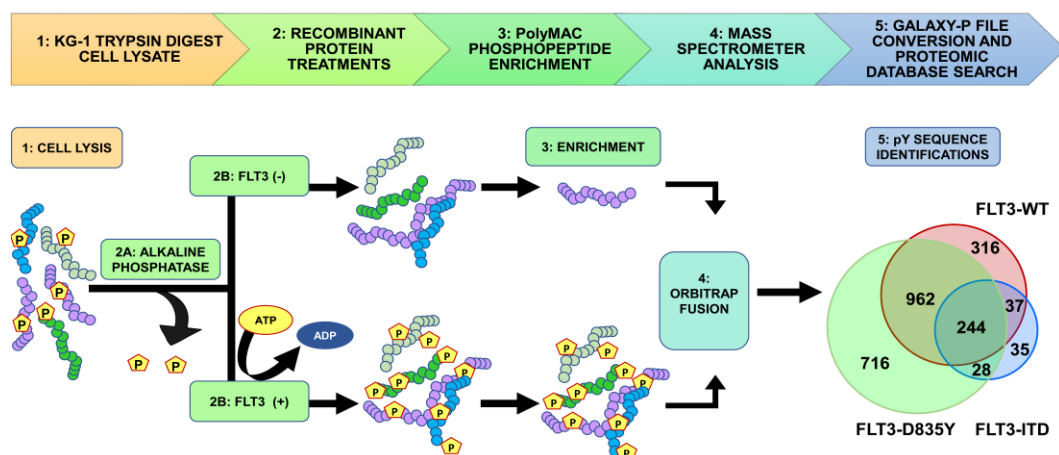 1: KG-1 TRYPSIN DIGEST
CELL LYSATE
2: RECOMBINANT
PROTEIN
TREATMENTS
3: PolyMAC
PHOSPHOPEPTIDE
ENRICHMENT
4: MASS
SPECTROMETER
ANALYSIS
5: GALAXY-P FILE
CONVERSION AND
PROTEOMIC
DATABASE SEARCH
1: CELL LYSIS
P
P
P
P
P
2A: ALKALINE
PHOSPHATASE
P
P
2B: FLT3 (-)
ATP
ADP
2B: FLT3 (+)
P
P
P
P
P
P
P
P
3: ENRICHMENT
P
P
P
P
P
P
P
P
4:
ORBITRAP
FUSION
5: pY SEQUENCE
IDENTIFICATIONS
FLT3-WT
316
962
37
244
35
28
716
FLT3-D835Y
FLT3-ITD